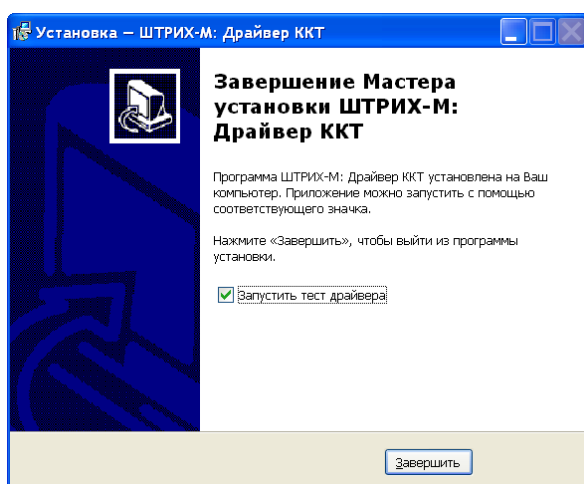 Установка — ШТРИХ-М: Драйвер ККТ
Завершение Мастера
установки ШТРИХ-М:
Драйвер ККТ
Программа ШТРИХ-М: Драйвер ККТ установлена на Ваш
компьютер. Приложение можно запустить с помощью
соответствующего значка.
Нажмите «Завершить», чтобы выйти из программы
установки.
Запустить тест драйвера
Завершить